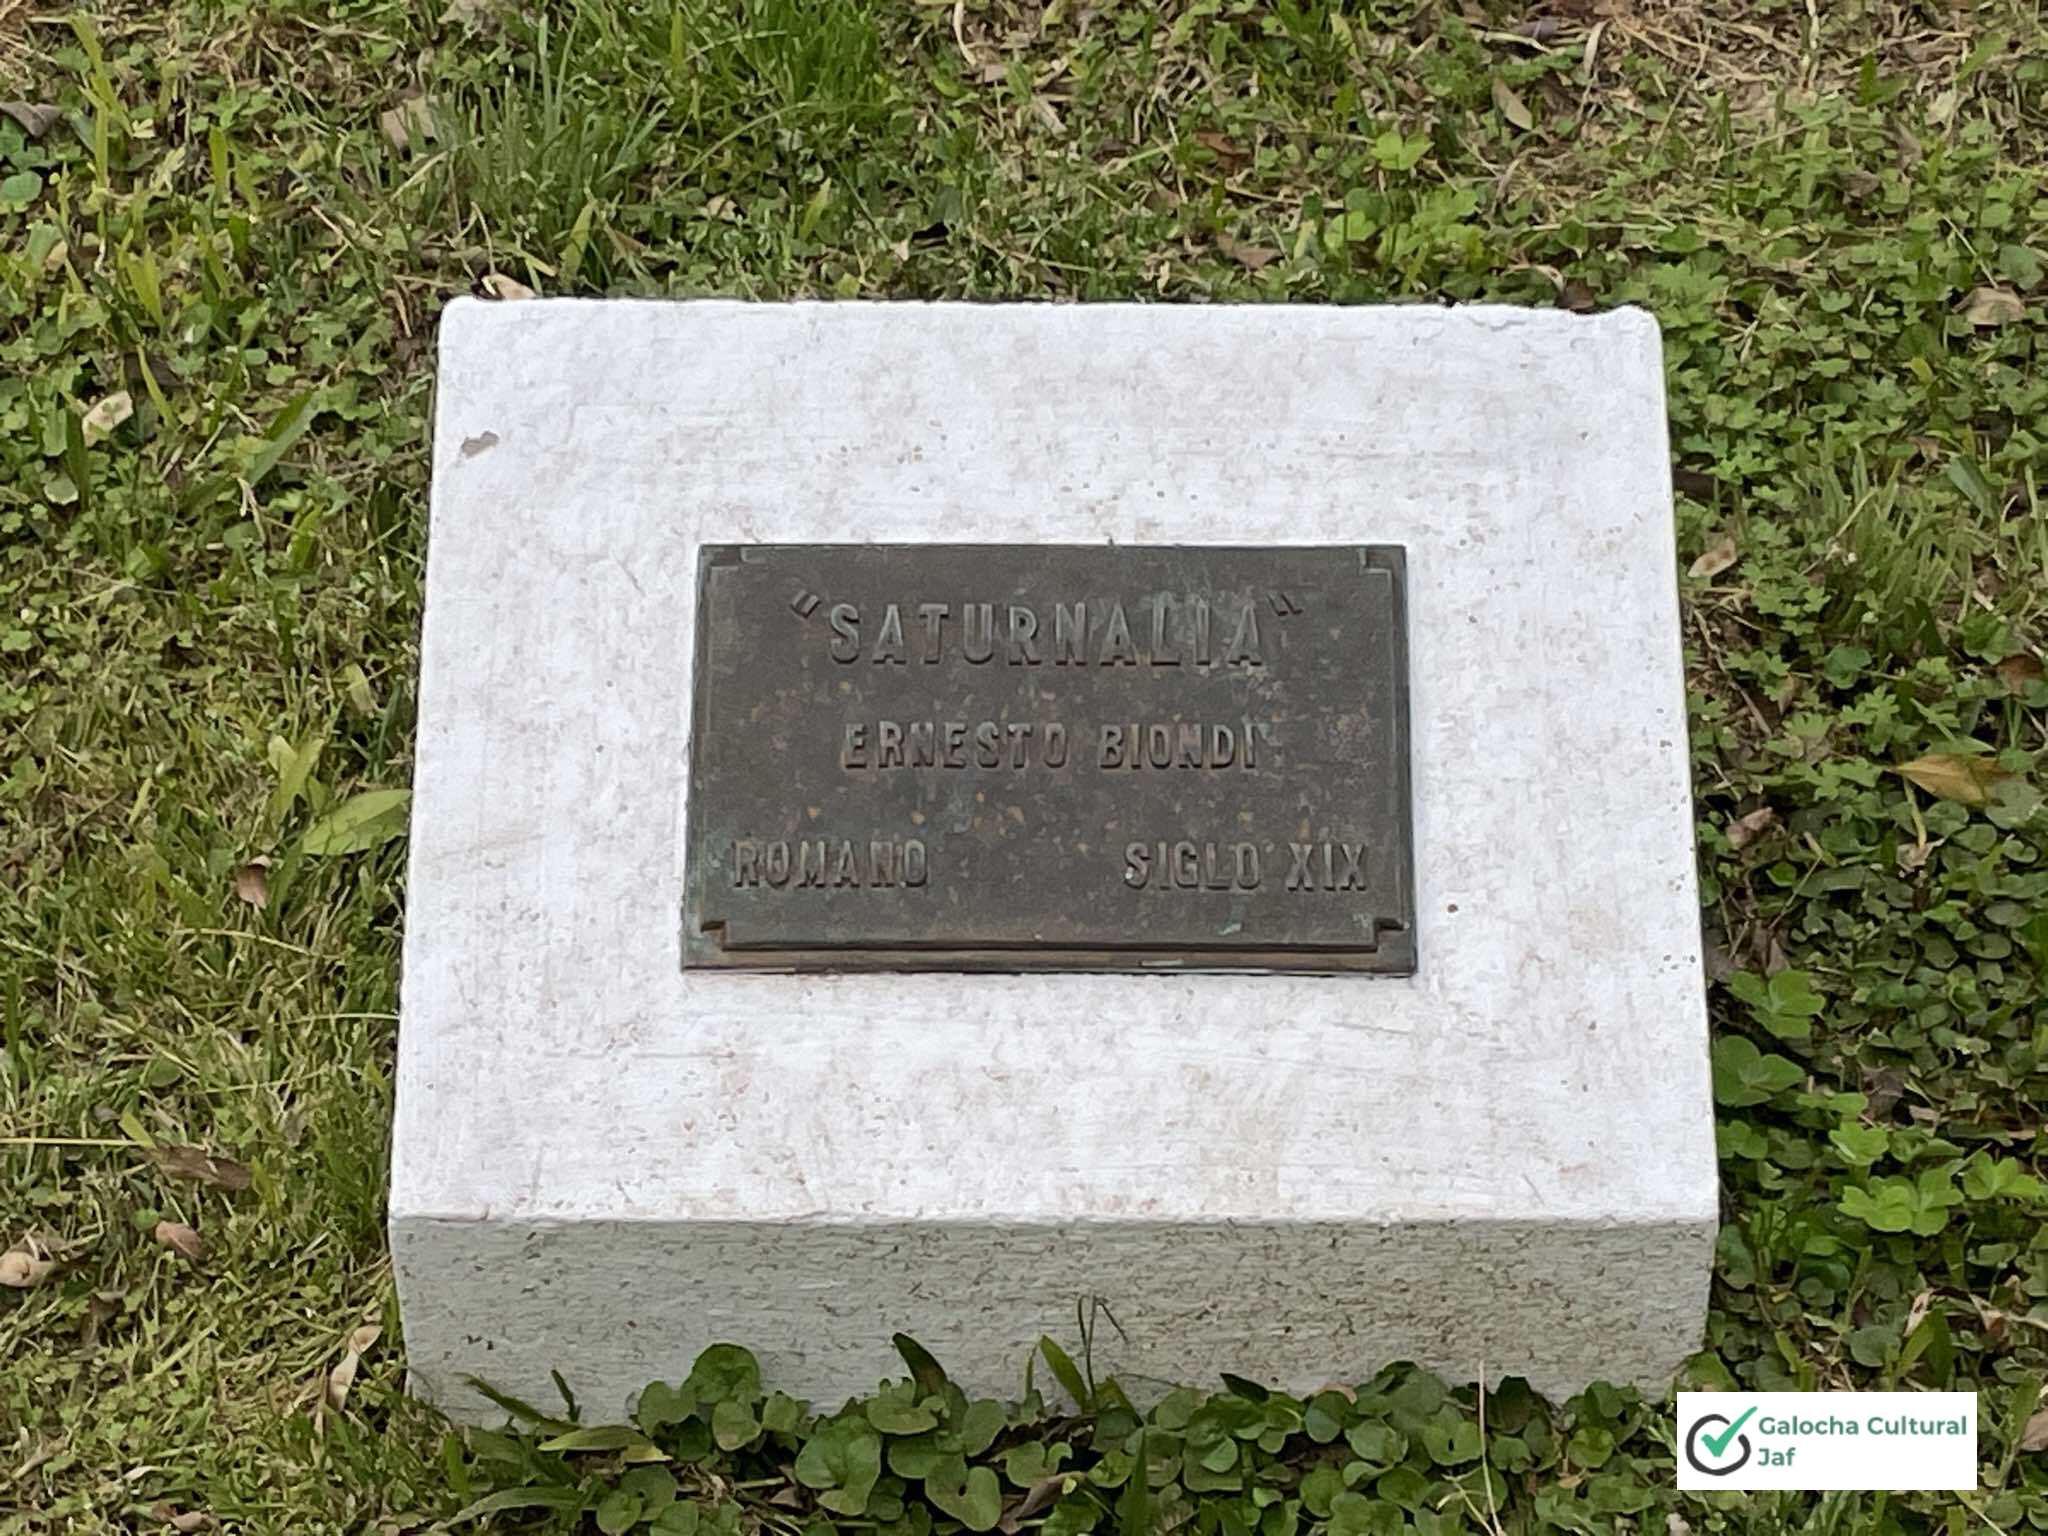 "SATURNALIA"
ERNESTO BIONDI
ROMANO SIGLO XIX
Galocha Cultural
Jaf